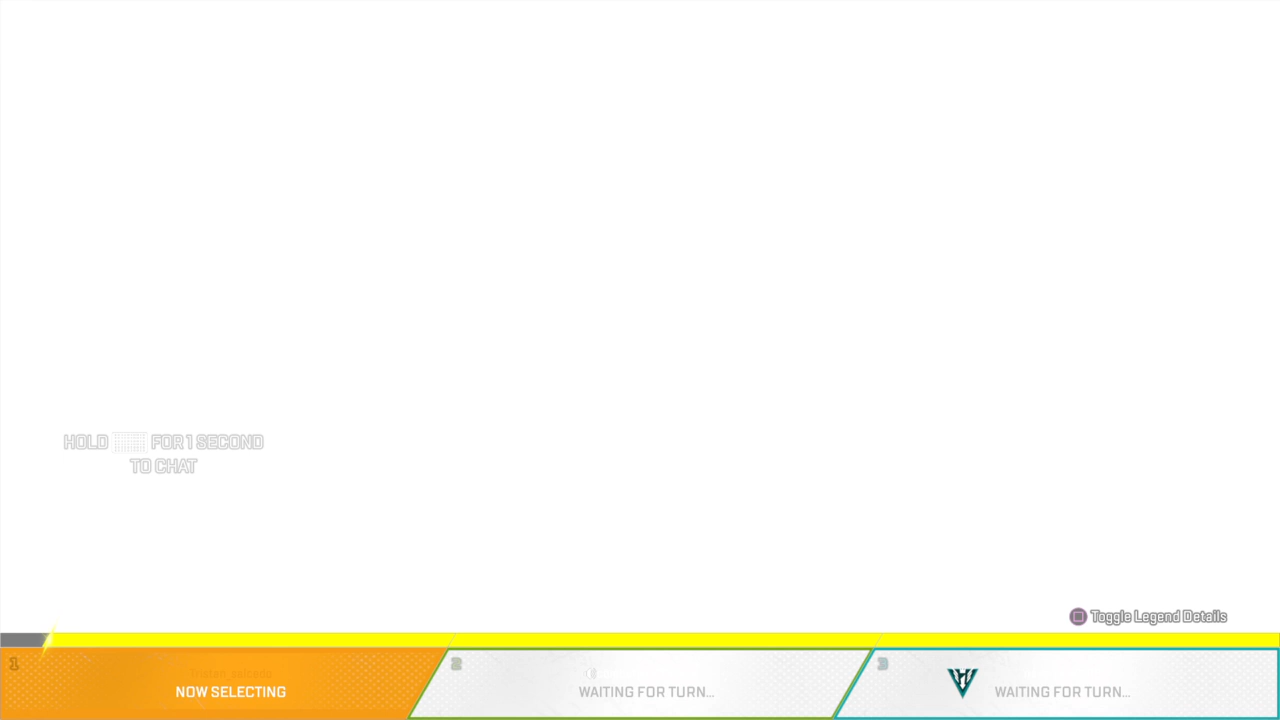 HOLD FOR 1 SECOND
TO CHAT
Toggle Legend Details
1
2
3
NOW SELECTING
WAITING FOR TURN...
WAITING FOR TURN...